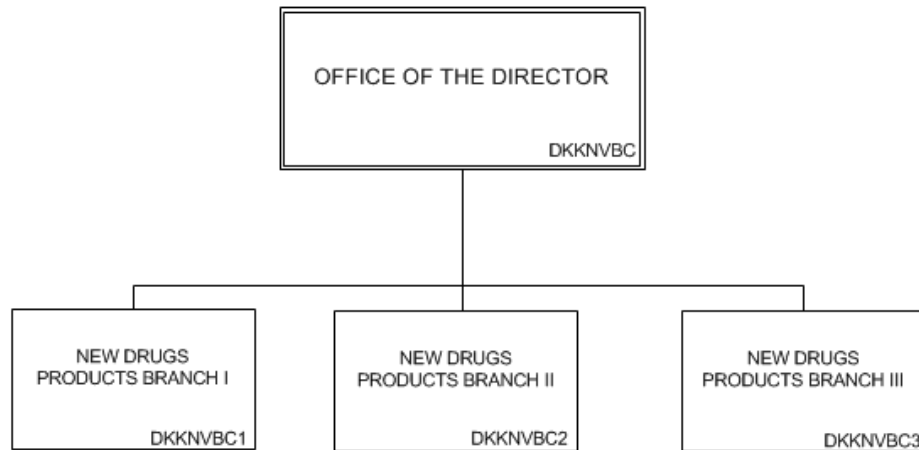 OFFICE OF THE DIRECTOR
DKKNVBC
NEW DRUGS
PRODUCTS BRANCH I
DKKNVBC1
NEW DRUGS
PRODUCTS BRANCH II
DKKNVBC2
NEW DRUGS
PRODUCTS BRANCH III
DKKNVBC3